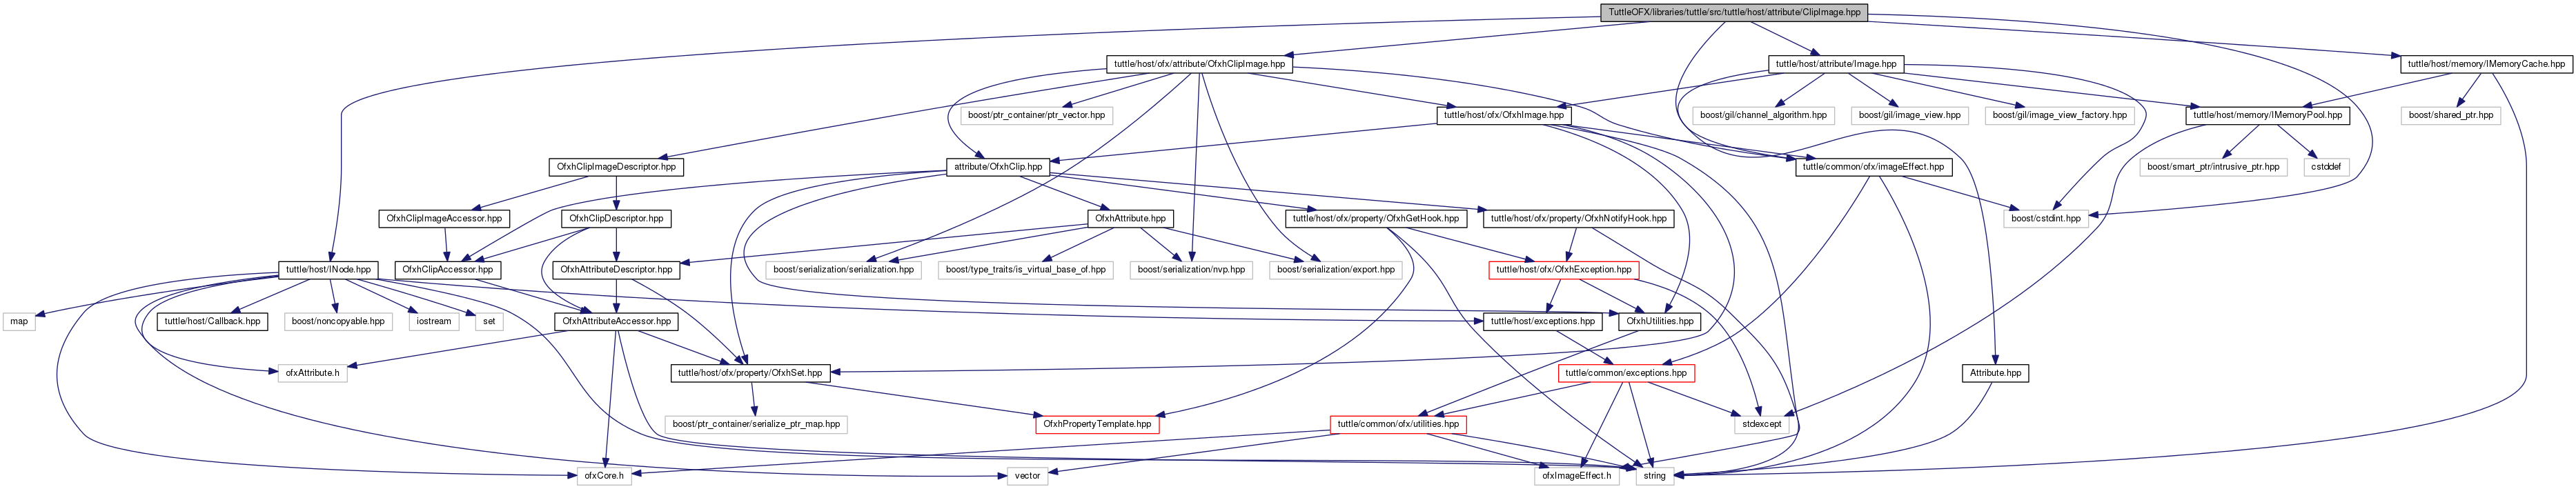 TuttleOFX/libraries/tuttle/src/tuttle/host/attribute/ClipImage.hpp
tuttle/host/ofx/attribute/OfxhClipImage.hpp
tuttle/host/attribute/Image.hpp
tuttle/host/memory/IMemoryCache.hpp
boost/ptr_container/ptr_vector.hpp
tuttle/host/ofx/OfxhImage.hpp
boost/gil/channel_algorithm.hpp
boost/gil/image_view.hpp
boost/gil/image_view_factory.hpp
tuttle/host/memory/IMemoryPool.hpp
boost/shared_ptr.hpp
OfxhClipImageDescriptor.hpp
attribute/OfxhClip.hpp
tuttle/common/ofx/imageEffect.hpp
boost/smart_ptr/intrusive_ptr.hpp
cstddef
OfxhClipImageAccessor.hpp
OfxhClipDescriptor.hpp
OfxhAttribute.hpp
tuttle/host/ofx/property/OfxhGetHook.hpp
tuttle/host/ofx/property/OfxhNotifyHook.hpp
boost/cstdint.hpp
tuttle/host/INode.hpp
OfxhClipAccessor.hpp
OfxhAttributeDescriptor.hpp
boost/serialization/serialization.hpp
boost/type_traits/is_virtual_base_of.hpp
boost/serialization/nvp.hpp
boost/serialization/export.hpp
tuttle/host/ofx/OfxhException.hpp
map
tuttle/host/Callback.hpp
boost/noncopyable.hpp
iostream
set
OfxhAttributeAccessor.hpp
tuttle/host/exceptions.hpp
OfxhUtilities.hpp
ofxAttribute.h
tuttle/host/ofx/property/OfxhSet.hpp
tuttle/common/exceptions.hpp
Attribute.hpp
boost/ptr_container/serialize_ptr_map.hpp
OfxhPropertyTemplate.hpp
tuttle/common/ofx/utilities.hpp
stdexcept
ofxCore.h
vector
ofxImageEffect.h
string